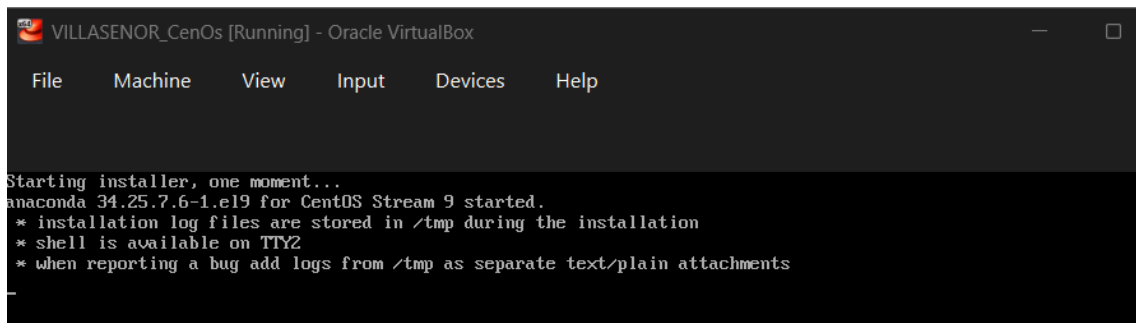 VILLASENOR_CenOs [Running] - Oracle VirtualBox
File Machine View Input Devices Help
Starting installer, one moment...
anaconda 34.25.7.6-1.el9 for CentOS Stream 9 started.
* installation log files are stored in /tmp during the installation
* shell is available on TTY2
* when reporting a bug add logs from /tmp as separate text/plain attachments